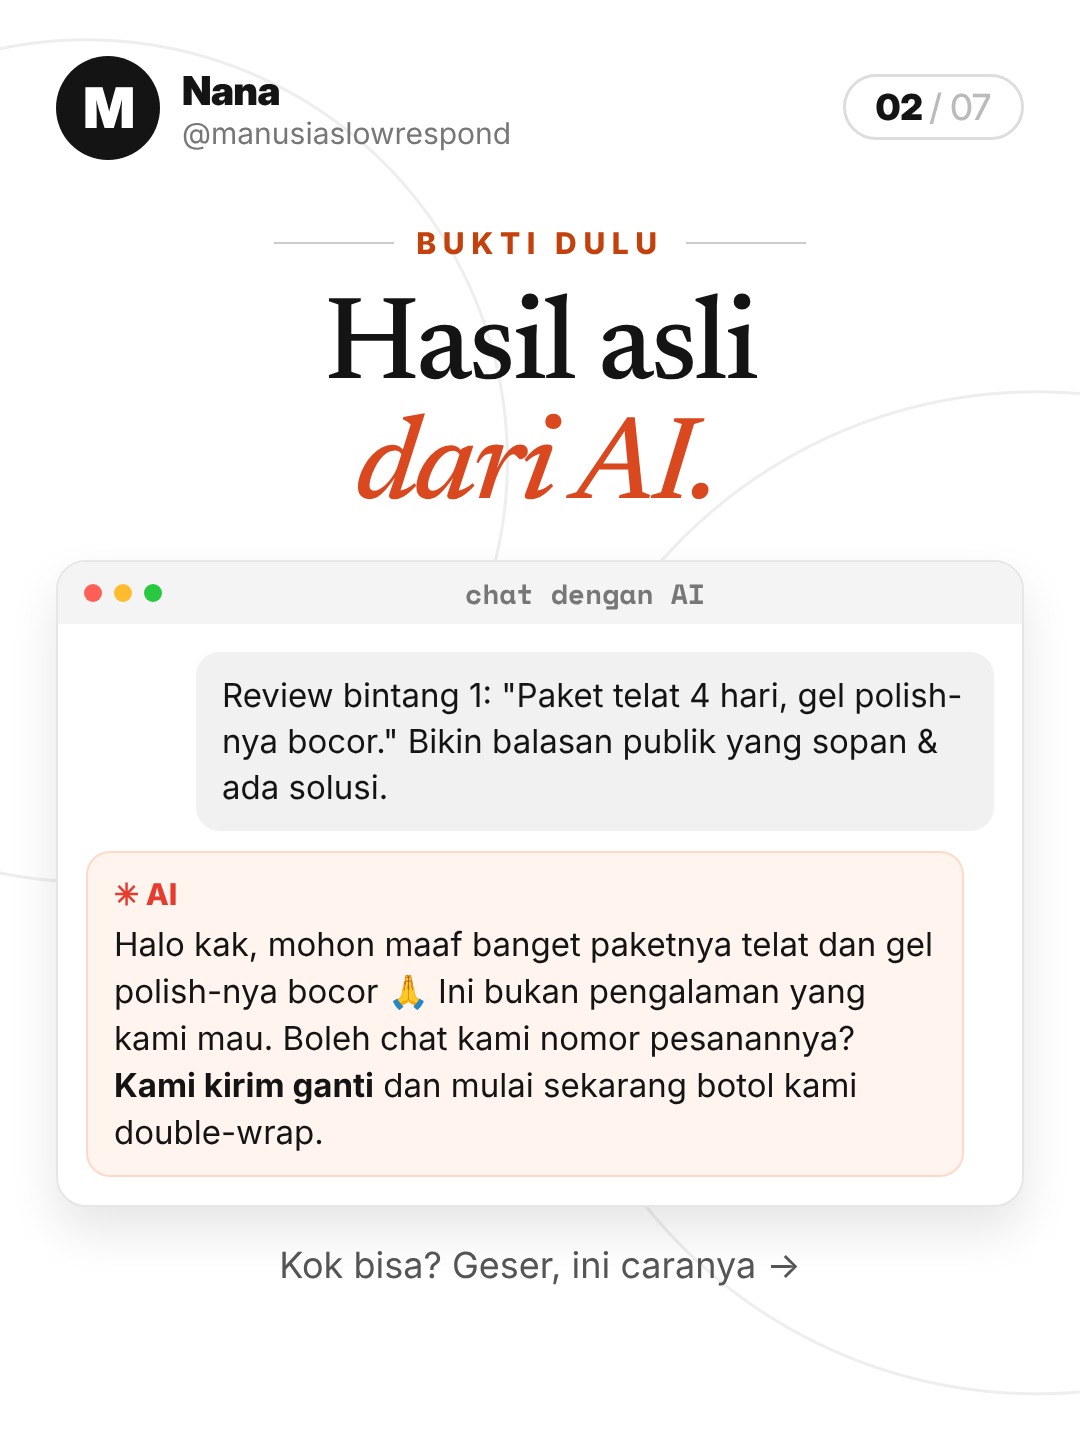 M
Nana
@manusiaslowrespond
02 / 07
BUKTI DULU
Hasil asli
dari AI.
chat dengan AI
Review bintang 1: "Paket telat 4 hari, gel polish-
nya bocor." Bikin balasan publik yang sopan &
ada solusi.
✳ AI
Halo kak, mohon maaf banget paketnya telat dan gel
polish-nya bocor 🙏 Ini bukan pengalaman yang
kami mau. Boleh chat kami nomor pesanannya?
Kami kirim ganti dan mulai sekarang botol kami
double-wrap.
Kok bisa? Geser, ini caranya →